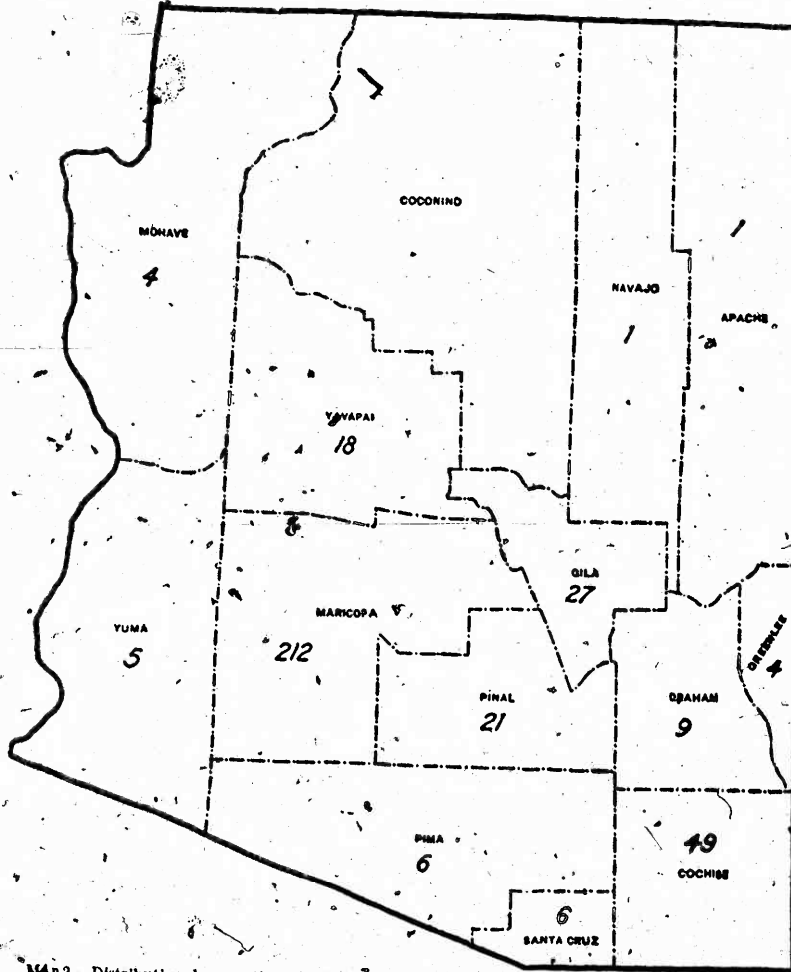 COCONINO
MOHAVE
4
NAVAJO
1
1
APACHE
YAVAPAI
18
GILA
27
YUMA
5
MARICOPA
212
PINAL
21
GRAHAM
9
GREENLEE
4
PIMA
6
49
COCHISE
6
SANTA CRUZ
Distribution